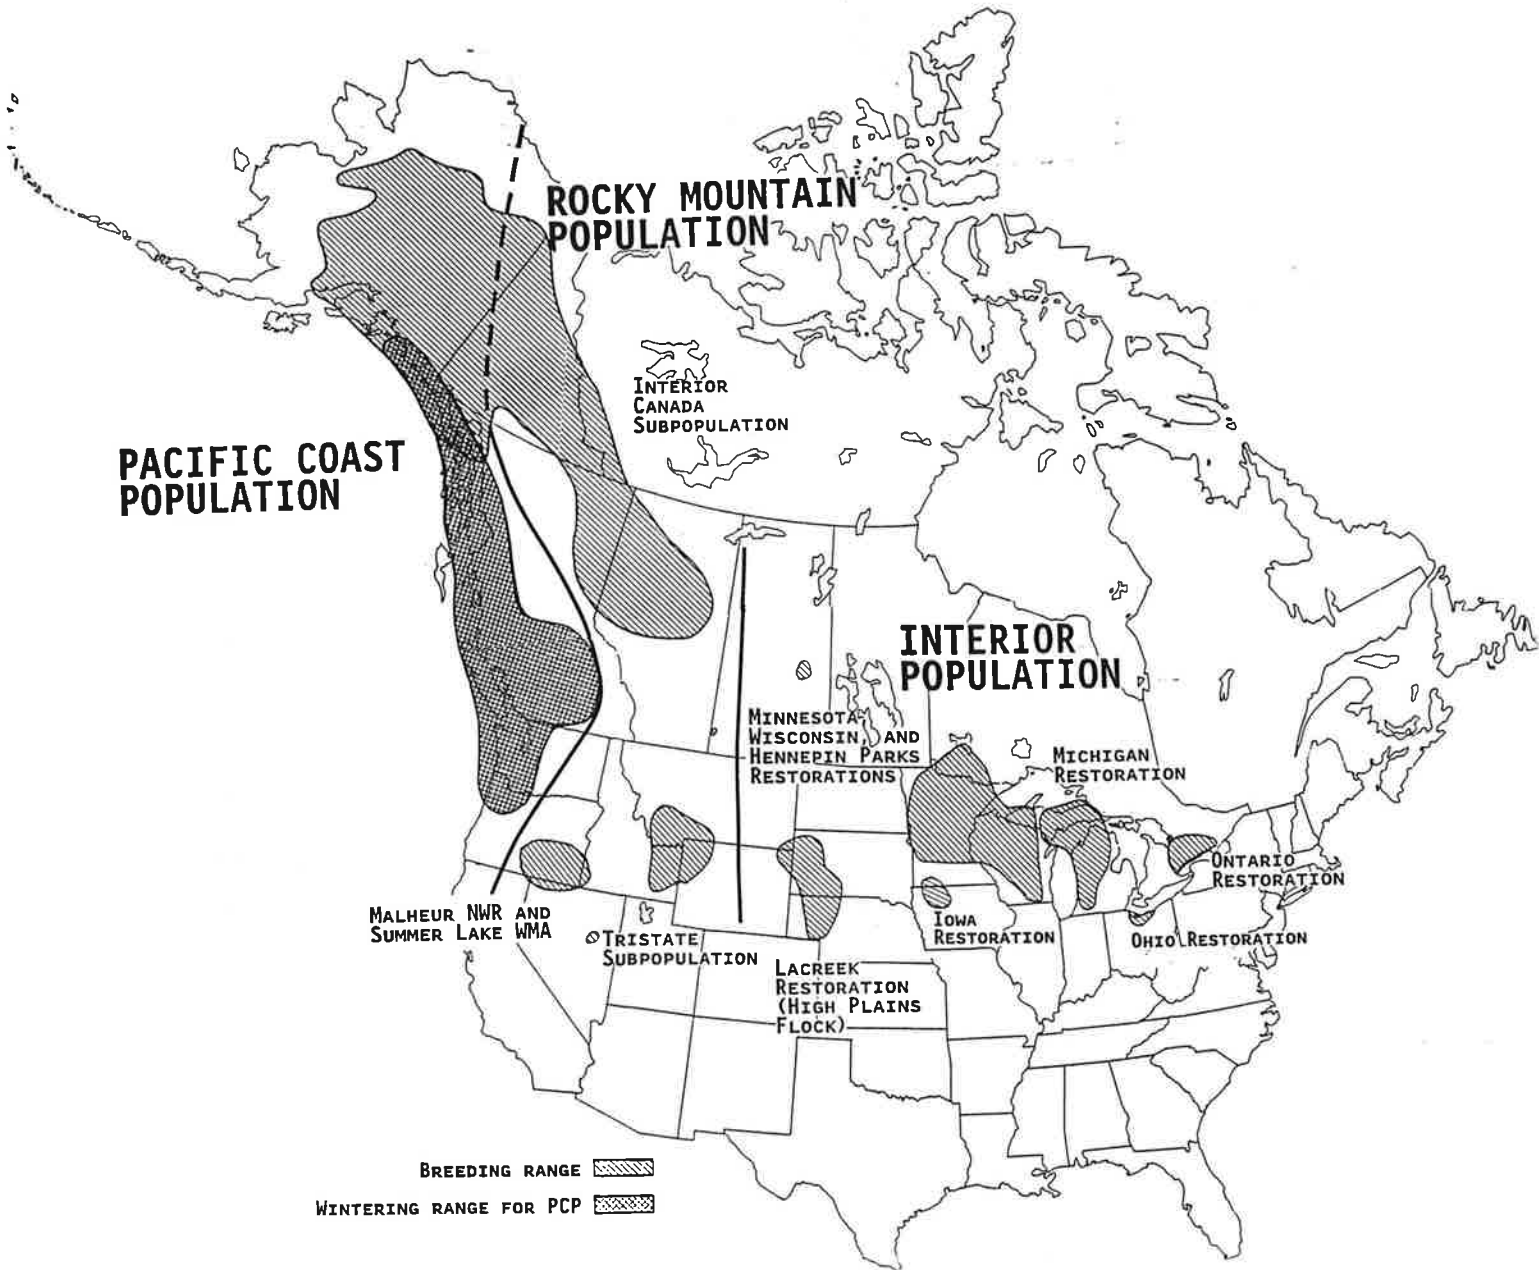 ROCKY MOUNTAIN
POPULATION
INTERIOR
CANADA
SUBPOPULATION
PACIFIC COAST
POPULATION
INTERIOR
POPULATION
MINNESOTA
WISCONSIN, AND
HENNEPIN PARKS
RESTORATIONS
MICHIGAN
RESTORATION
ONTARIO
RESTORATION
MALHEUR NWR AND
SUMMER LAKE WMA
TRISTATE
SUBPOPULATION
IOWA
RESTORATION
OHIO RESTORATION
LACREEK
RESTORATION
(HIGH PLAINS
FLOCK)
BREEDING RANGE
WINTERING RANGE FOR PCP